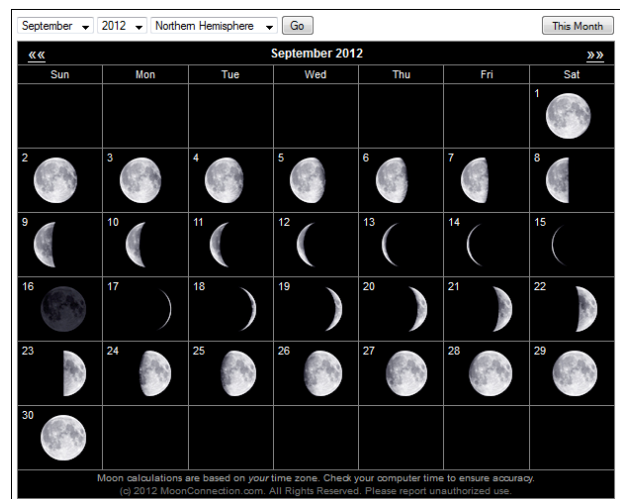 September 2012 Northern Hemisphere Go This Month
«« September 2012 »»
Sun Mon Tue Wed Thu Fri Sat
1
2 3 4 5 6 7 8
9 10 11 12 13 14 15
16 17 18 19 20 21 22
23 24 25 26 27 28 29
30
Moon calculations are based on your time zone. Check your computer time to ensure accuracy.
(c) 2012 MoonConnection.com. All Rights Reserved. Please report unauthorized use.